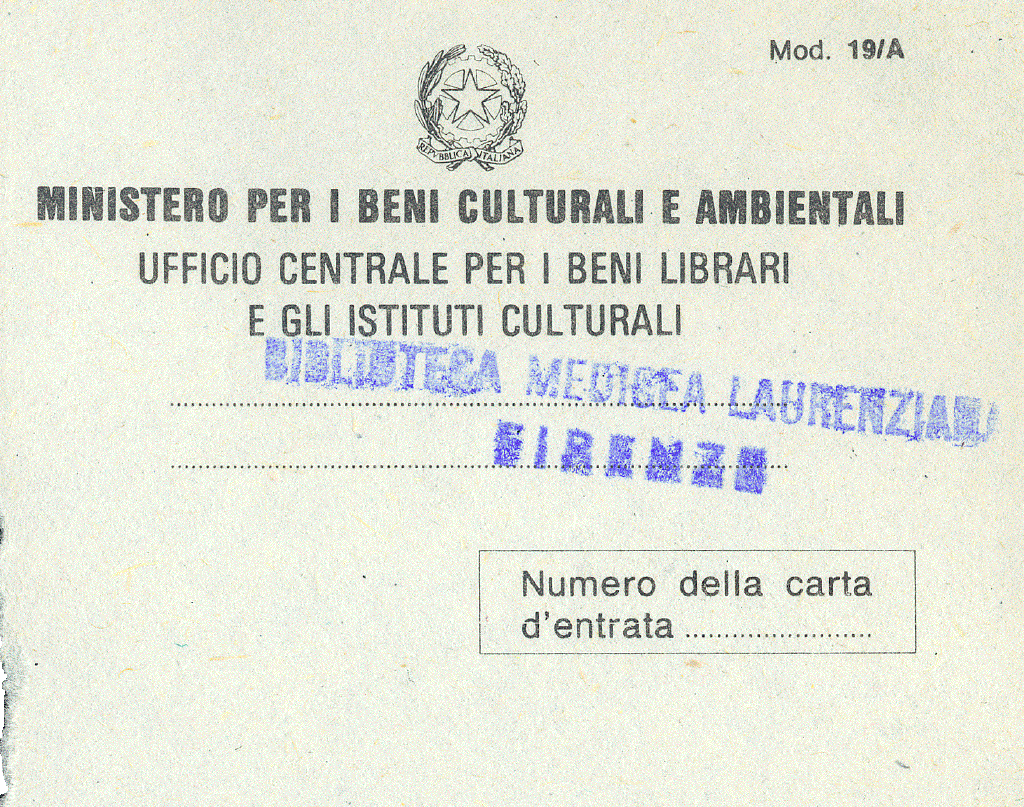 Mod. 19/A
REPVBBLICA ITALIANA
MINISTERO PER I BENI CULTURALI E AMBIENTALI
UFFICIO CENTRALE PER I BENI LIBRARI
E GLI ISTITUTI CULTURALI
BIBLIOTECA MEDICEA LAURENZIANA
FIRENZE
Numero della carta
d'entrata ........................